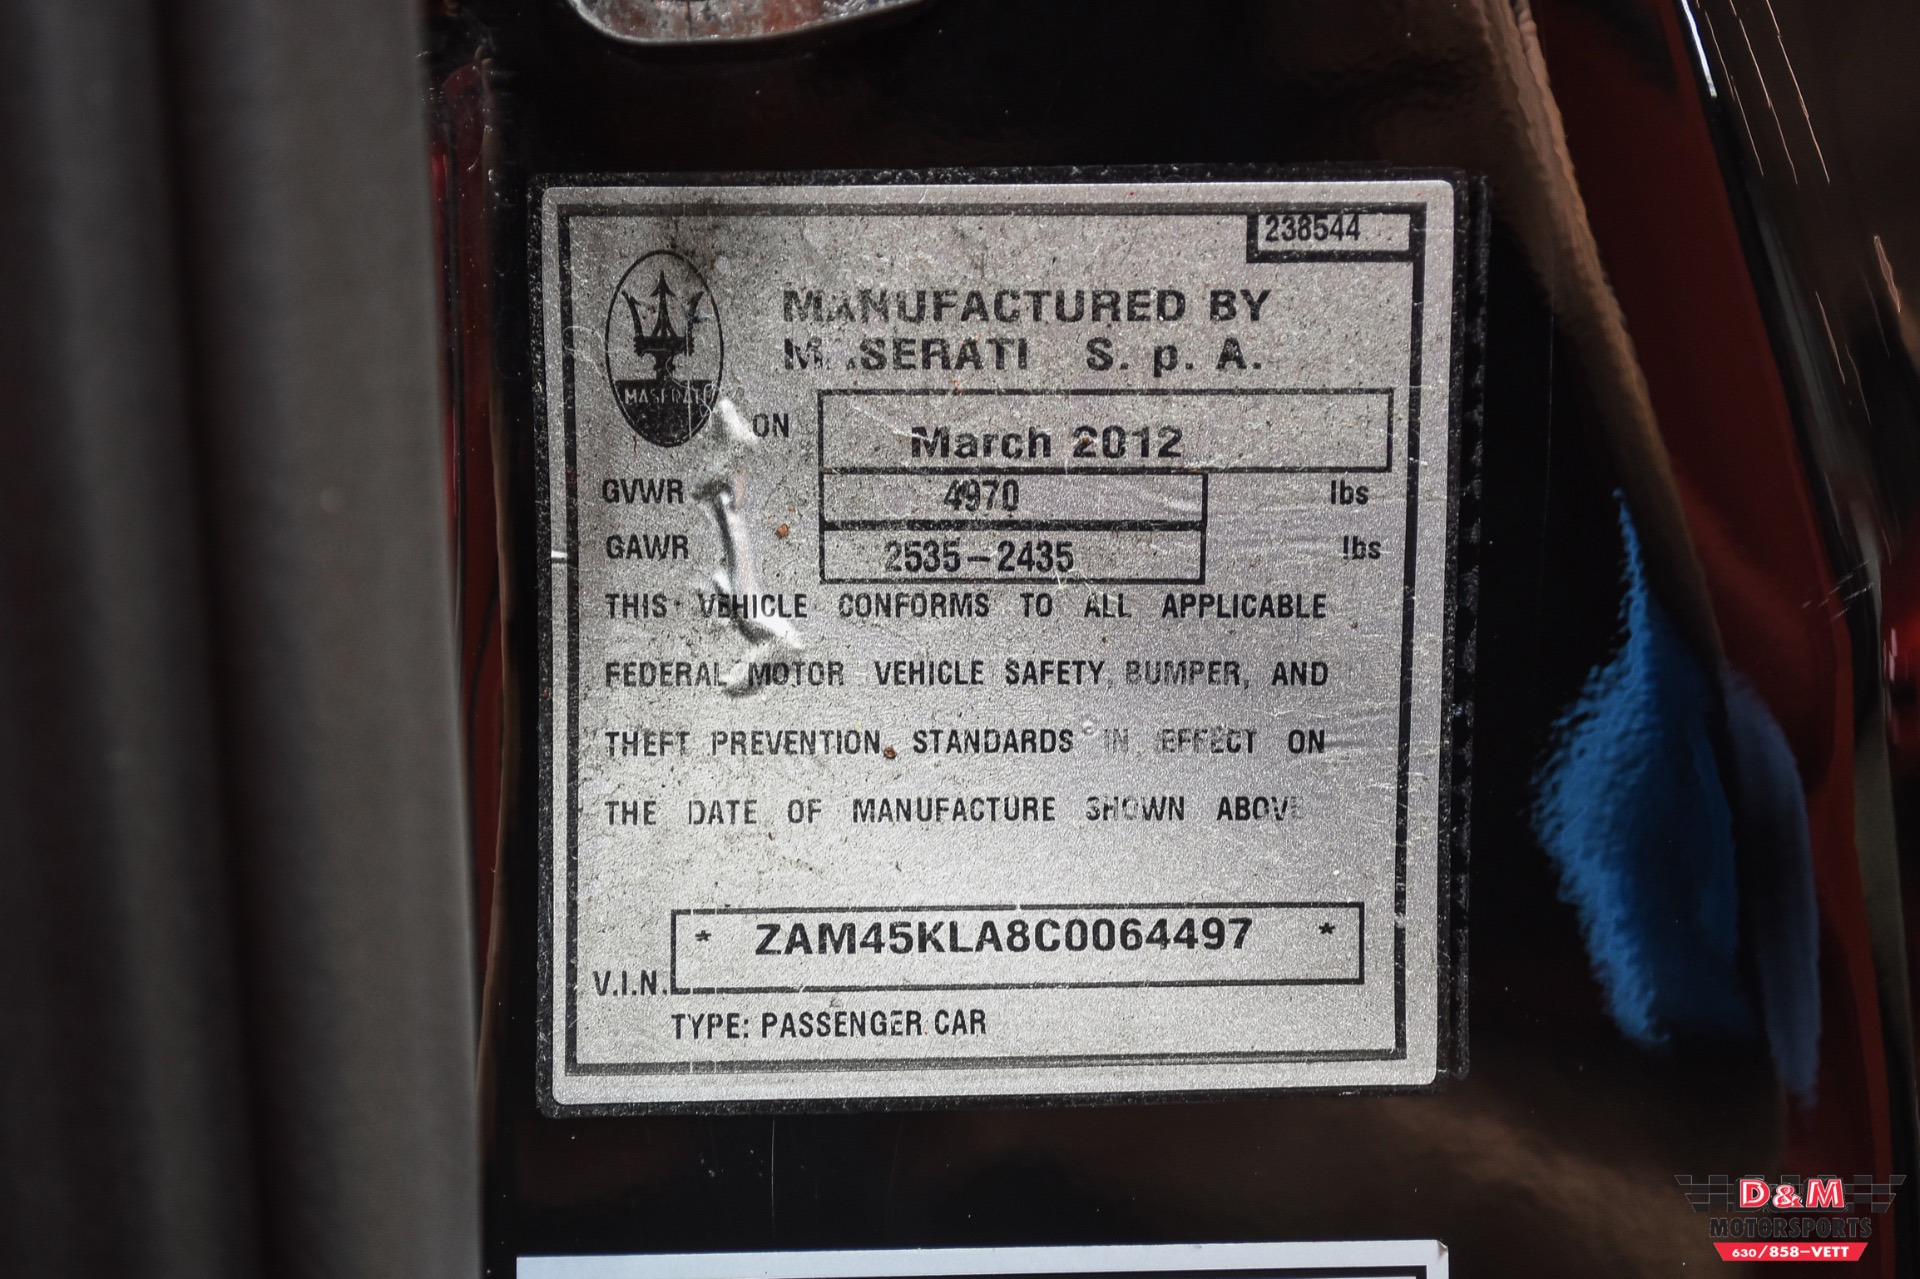 238544
MANUFACTURED BY
MASERATI S. p. A.
MASERATI
ON March 2012
GVWR 4970 lbs
GAWR 2535-2435 lbs
THIS VEHICLE CONFORMS TO ALL APPLICABLE
FEDERAL MOTOR VEHICLE SAFETY, BUMPER, AND
THEFT PREVENTION STANDARDS IN EFFECT ON
THE DATE OF MANUFACTURE SHOWN ABOVE
V.I.N. * ZAM45KLA8C0064497 *
TYPE: PASSENGER CAR
D&M
MOTORSPORTS
630/858-VETT